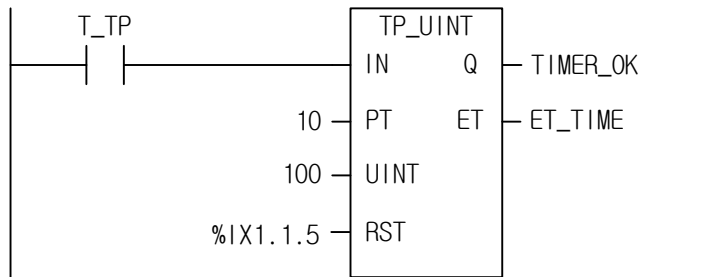 T_TP
TP_UINT
IN Q TIMER_OK
10 PT ET ET_TIME
100 UINT
%IX1.1.5 RST